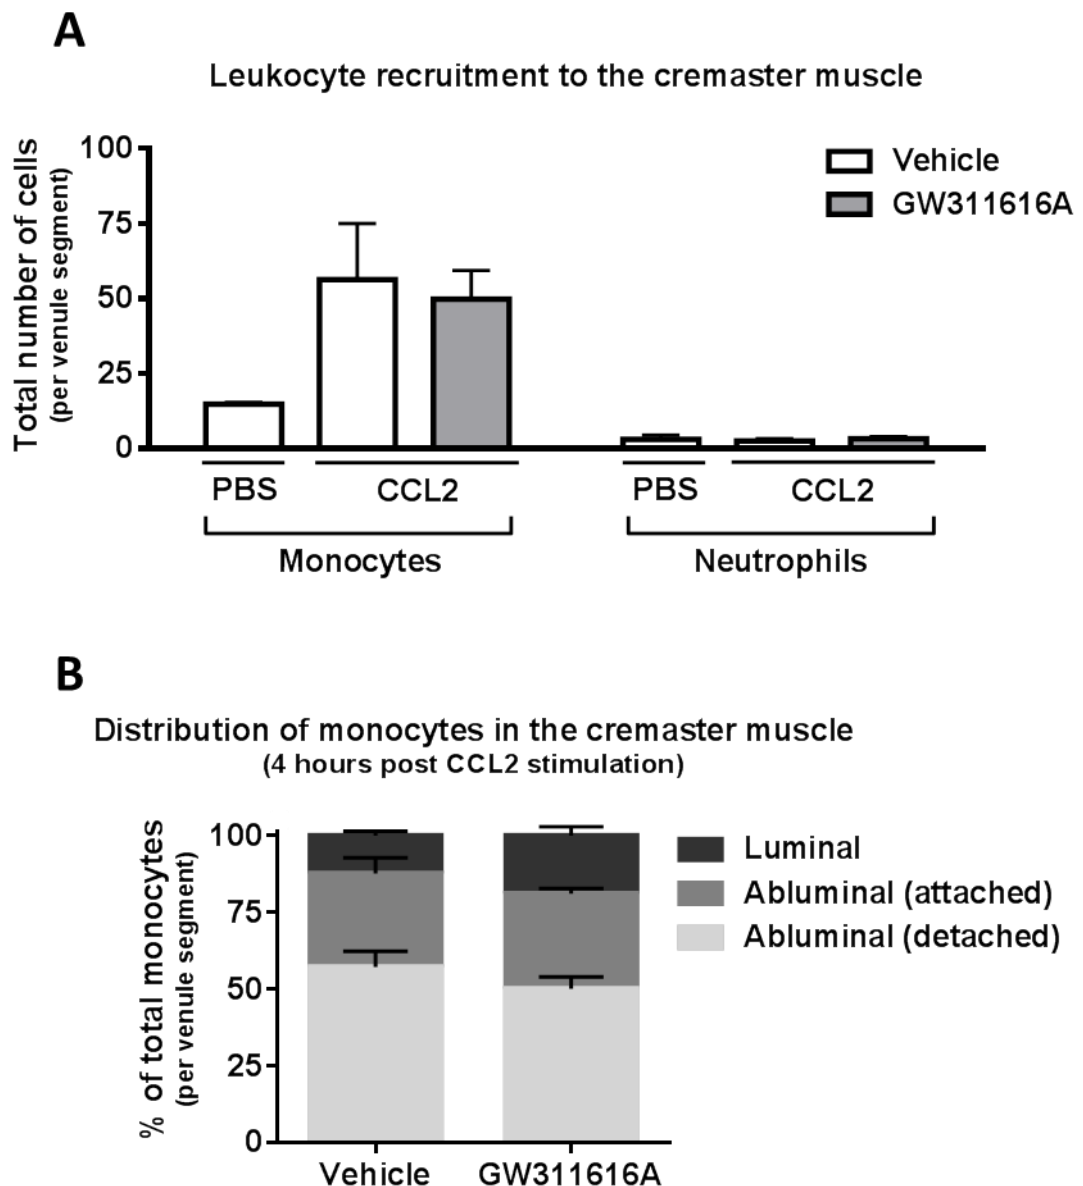 A
Leukocyte recruitment to the cremaster muscle
Total number of cells
(per venule segment)
100
75
50
25
0
Vehicle
GW311616A
PBS
CCL2
PBS
CCL2
Monocytes
Neutrophils
B
Distribution of monocytes in the cremaster muscle
(4 hours post CCL2 stimulation)
% of total monocytes
(per venule segment)
100
75
50
25
0
Luminal
Abluminal (attached)
Abluminal (detached)
Vehicle
GW311616A